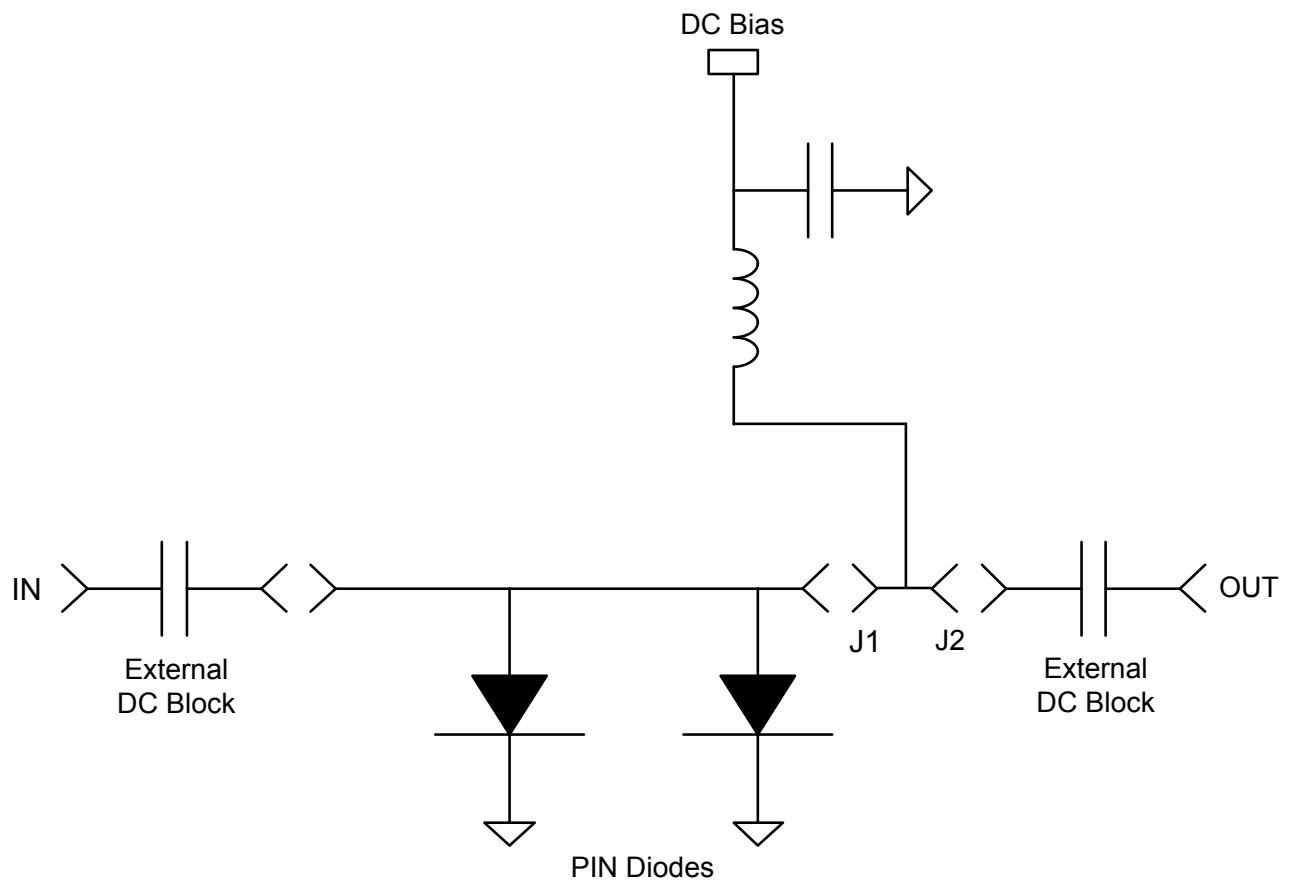 DC Bias
IN
J1
J2
OUT
External
DC Block
External
DC Block
PIN Diodes